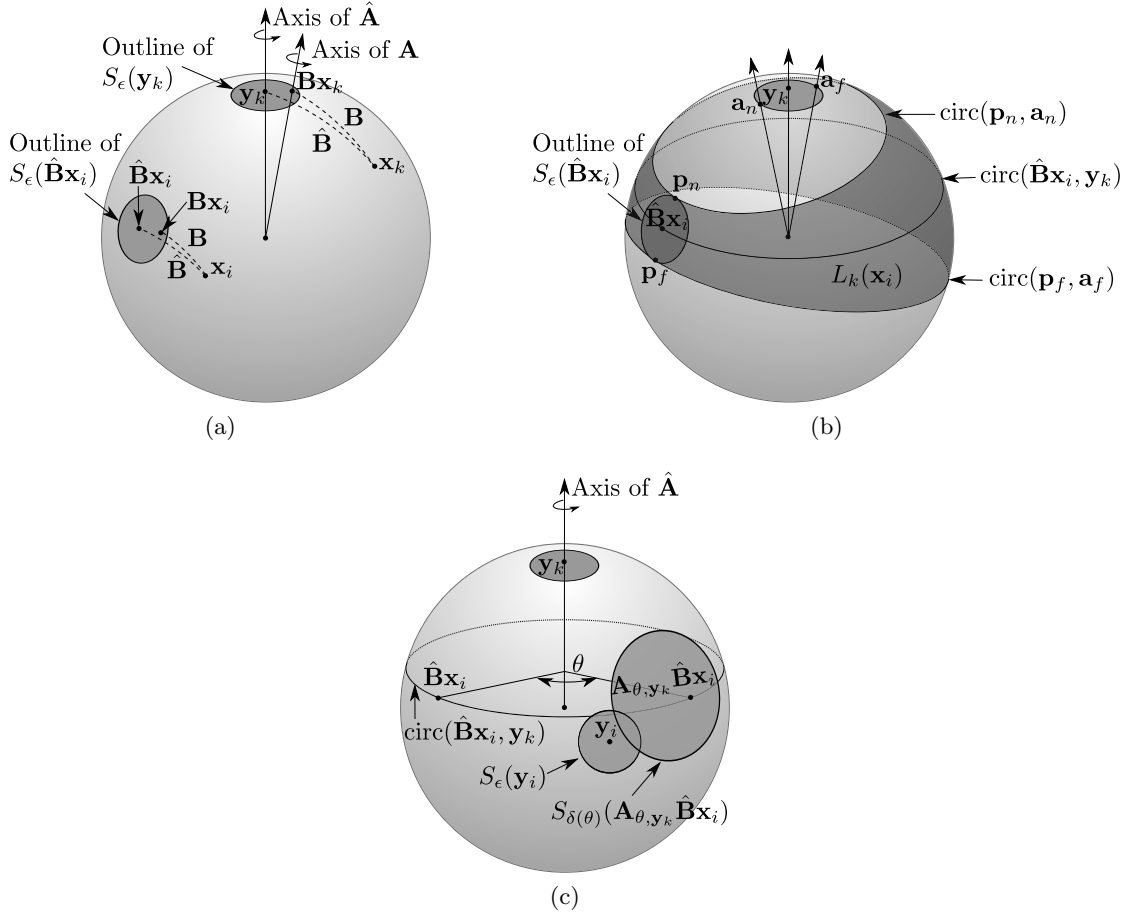 Axis of Â
Axis of A
Outline of
S_ϵ(y_k)
y_k
Bx_k
B
B̂
x_k
Outline of
S_ϵ(B̂x_i)
B̂x_i
Bx_i
B
B̂
x_i
(a)
a_n
y_k
a_f
circ(p_n, a_n)
Outline of
S_ϵ(B̂x_i)
p_n
circ(B̂x_i, y_k)
B̂x_i
p_f
L_k(x_i)
circ(p_f, a_f)
(b)
Axis of Â
y_k
θ
B̂x_i
A_θ,y_k B̂x_i
circ(B̂x_i, y_k)
y_i
S_ϵ(y_i)
S_δ(θ)(A_θ,y_k B̂x_i)
(c)